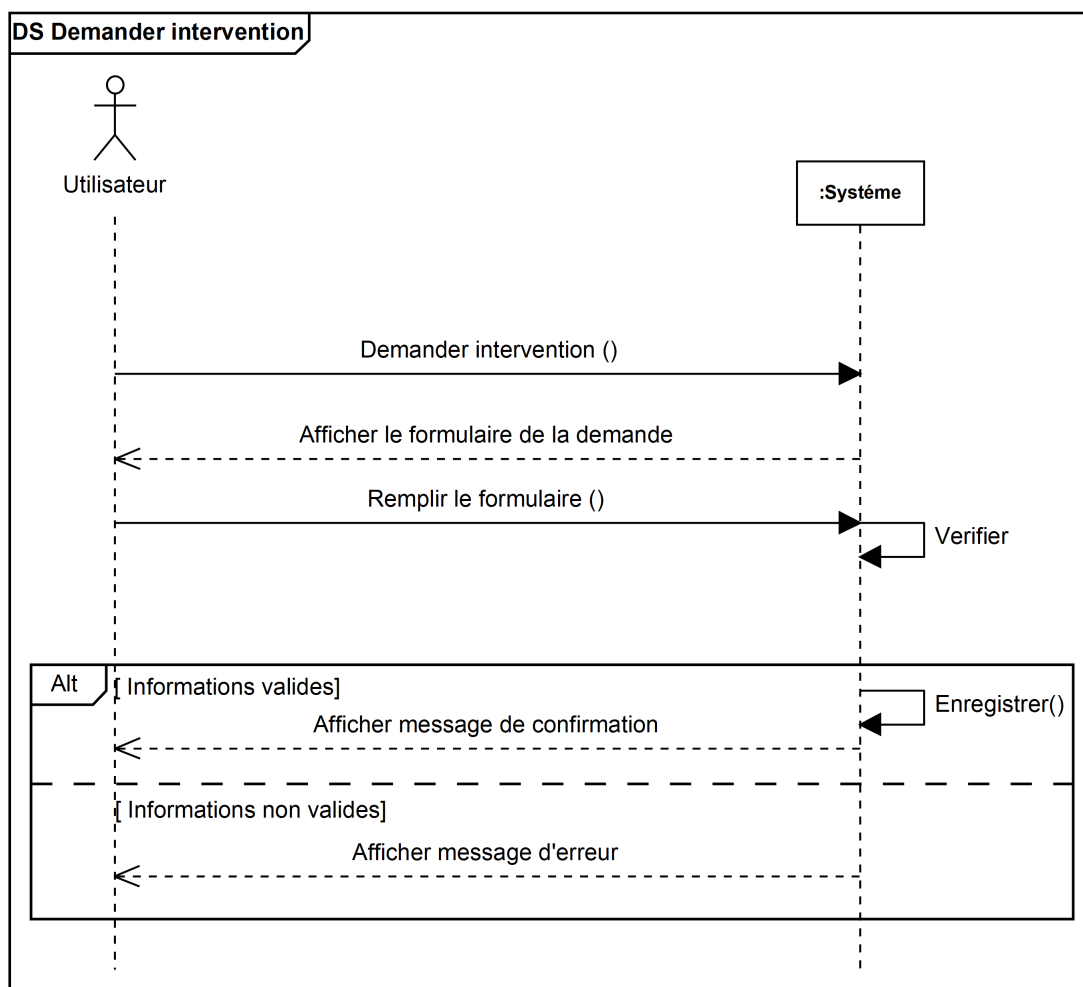 DS Demander intervention
Utilisateur
:Systéme
Demander intervention ()
Afficher le formulaire de la demande
Remplir le formulaire ()
Verifier
Alt
[ Informations valides]
Enregistrer()
Afficher message de confirmation
[ Informations non valides]
Afficher message d'erreur